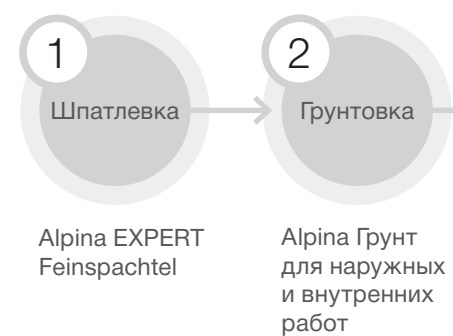 1
Шпатлевка
Alpina EXPERT
Feinspachtel
2
Грунтовка
Alpina Грунт
для наружных
и внутренних
работ